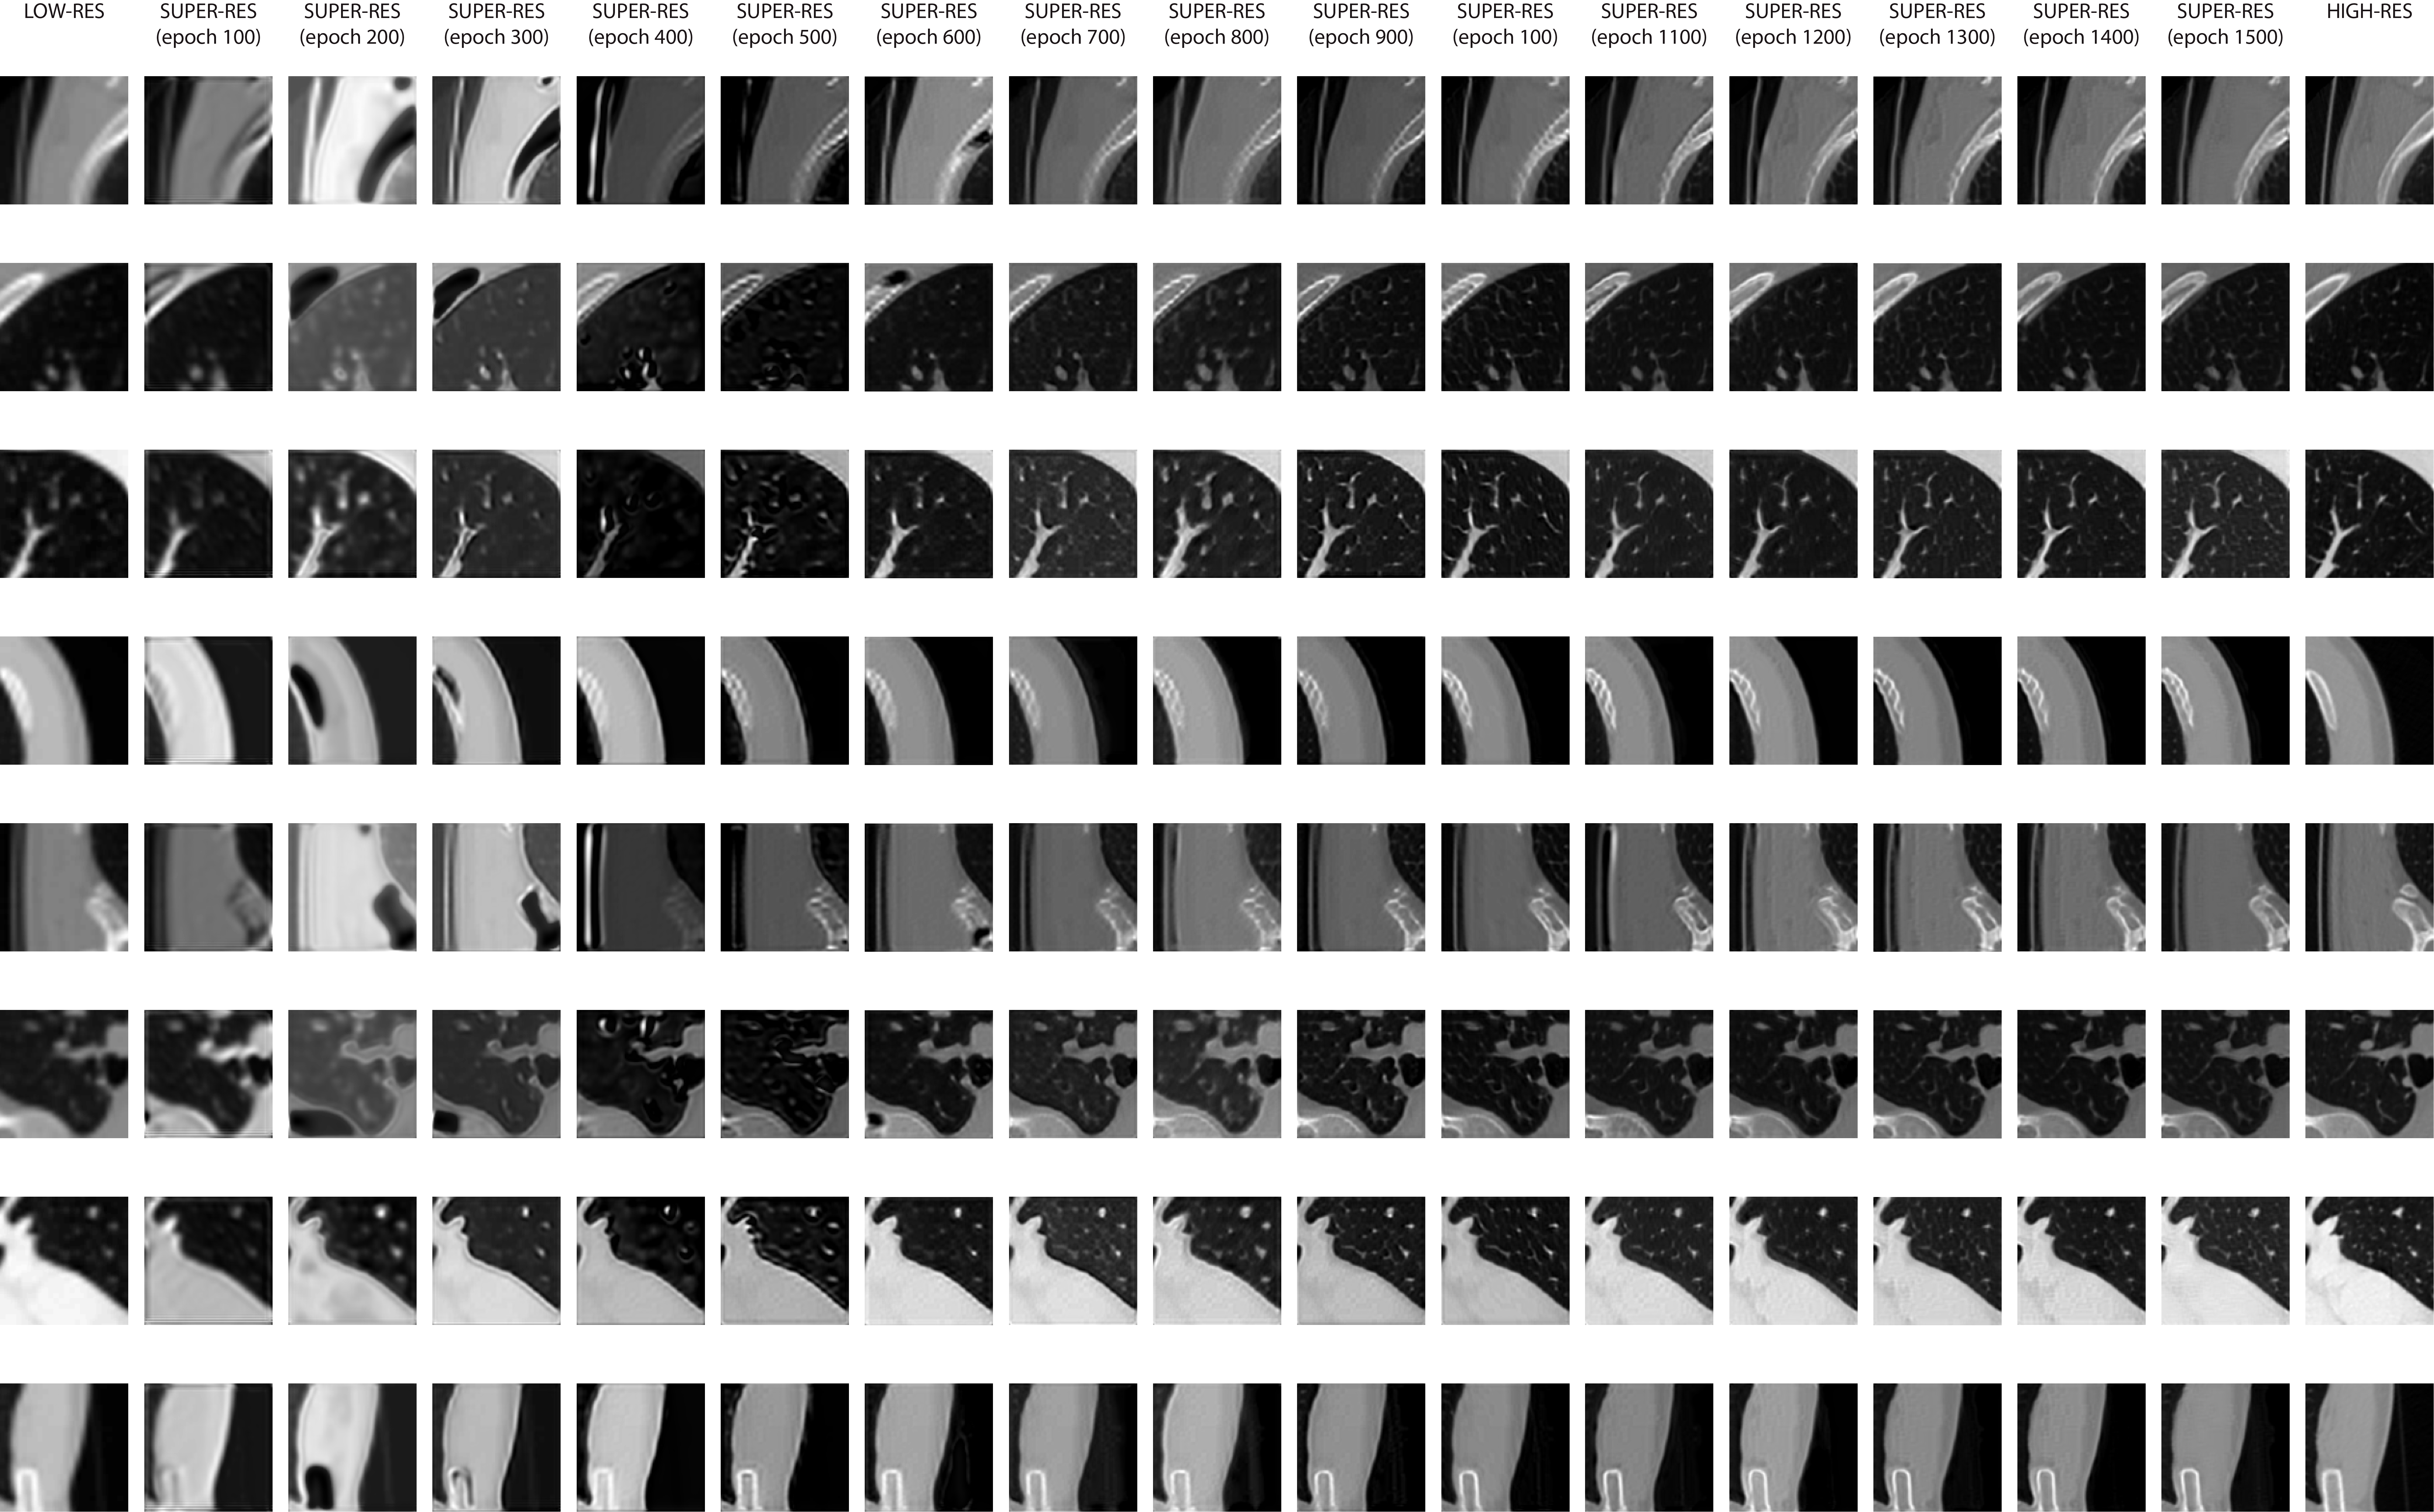 LOW-RES SUPER-RES SUPER-RES SUPER-RES SUPER-RES SUPER-RES SUPER-RES SUPER-RES SUPER-RES SUPER-RES SUPER-RES SUPER-RES SUPER-RES SUPER-RES SUPER-RES SUPER-RES HIGH-RES
(epoch 100) (epoch 200) (epoch 300) (epoch 400) (epoch 500) (epoch 600) (epoch 700) (epoch 800) (epoch 900) (epoch 100) (epoch 1100) (epoch 1200) (epoch 1300) (epoch 1400) (epoch 1500)